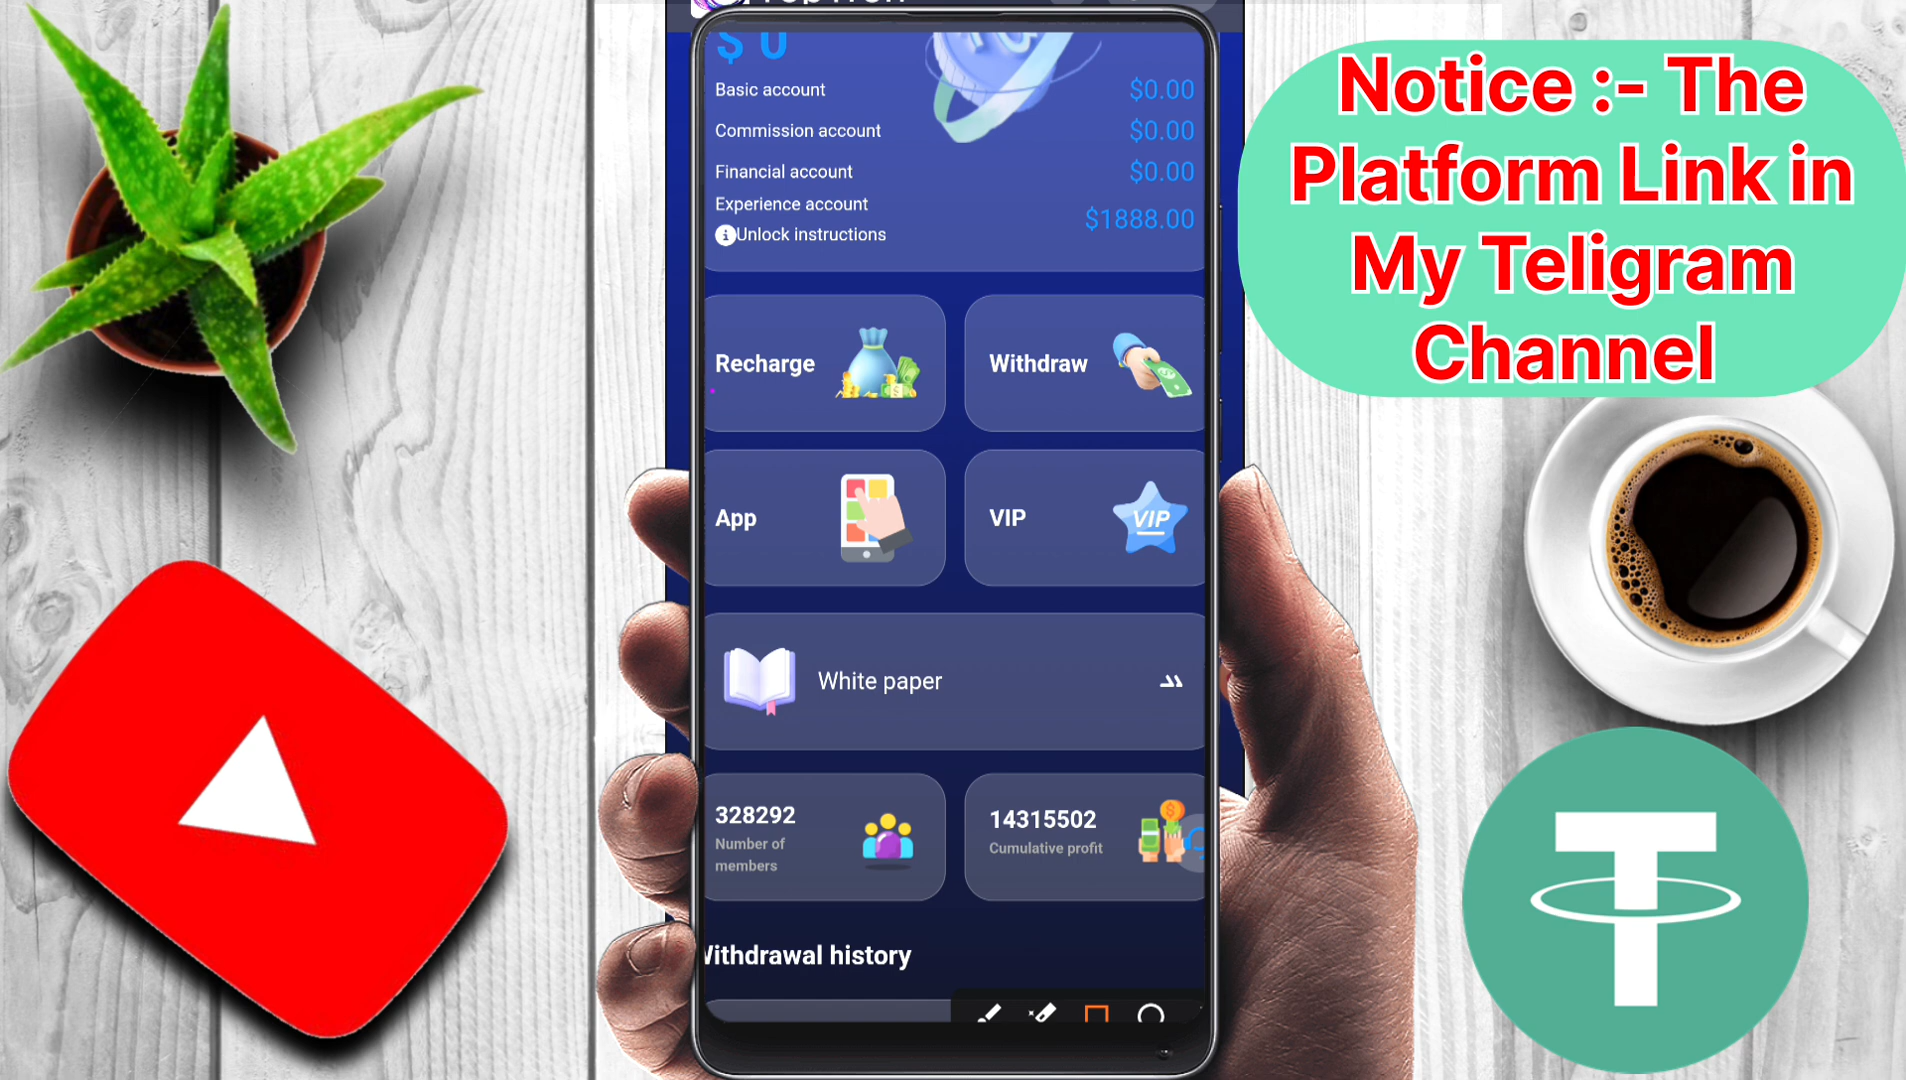 $ 0
Basic account $0.00
Commission account $0.00
Financial account $0.00
Experience account
$1888.00
Unlock instructions
Recharge
Withdraw
App
VIP
VIP
White paper
328292
Number of
members
14315502
Cumulative profit
Withdrawal history
Notice :- The
Platform Link in
My Teligram
Channel